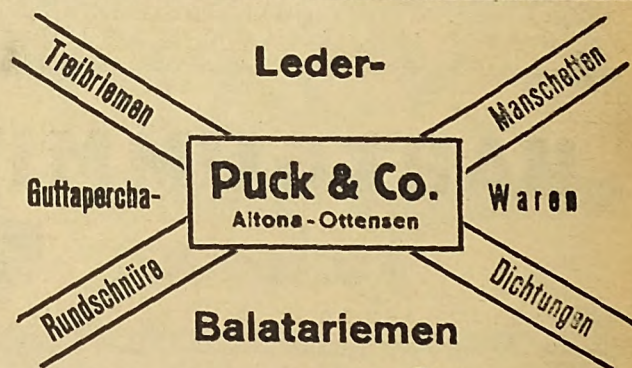 Leder-
Treibriemen
Manschetten
Guttapercha-
Puck & Co.
Altona-Ottensen
Waren
Rundschnüre
Dichtungen
Balatariemen